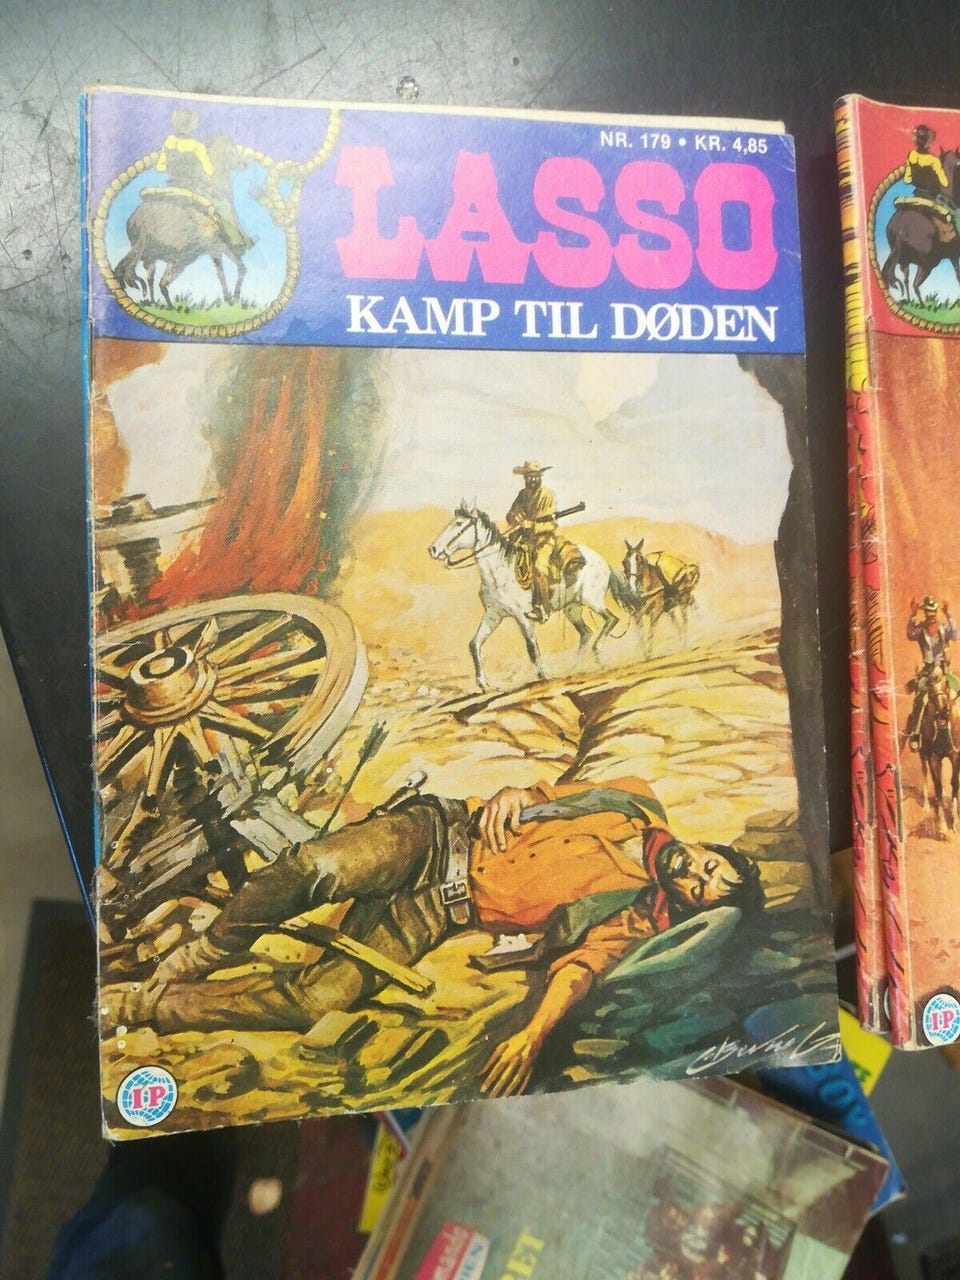 NR. 179 • KR. 4,85
LASSO
KAMP TIL DØDEN
I·P
I·P